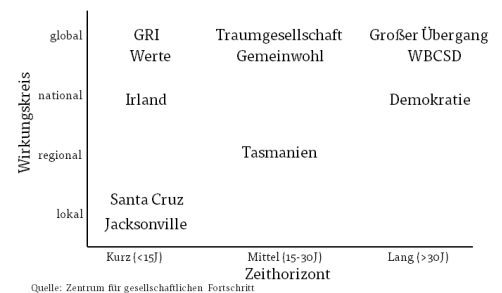 global GRI Traumgesellschaft Großer Übergang
Werte Gemeinwohl WBCSD
national Irland Demokratie
regional Tasmanien
Wirkungskreis
lokal Santa Cruz
Jacksonville
Kurz (<15J) Mittel (15-30J) Lang (>30J)
Zeithorizont
Quelle: Zentrum für gesellschaftlichen Fortschritt